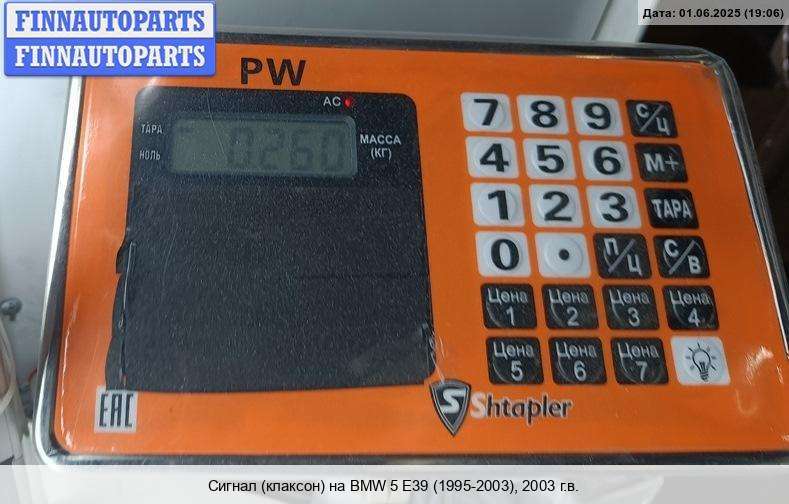 FINNAUTOPARTS
FINNAUTOPARTS
Дата: 01.06.2025 (19:06)
PW
AC
ТАРА
НОЛЬ
0.260
МАССА
(КГ)
7 8 9 С/Ц
4 5 6 М+
1 2 3 ТАРА
0 • П/Ц С/В
Цена 1 Цена 2 Цена 3 Цена 4
Цена 5 Цена 6 Цена 7
EAC
S Shtapler
Сигнал (клаксон) на BMW 5 E39 (1995-2003), 2003 г.в.